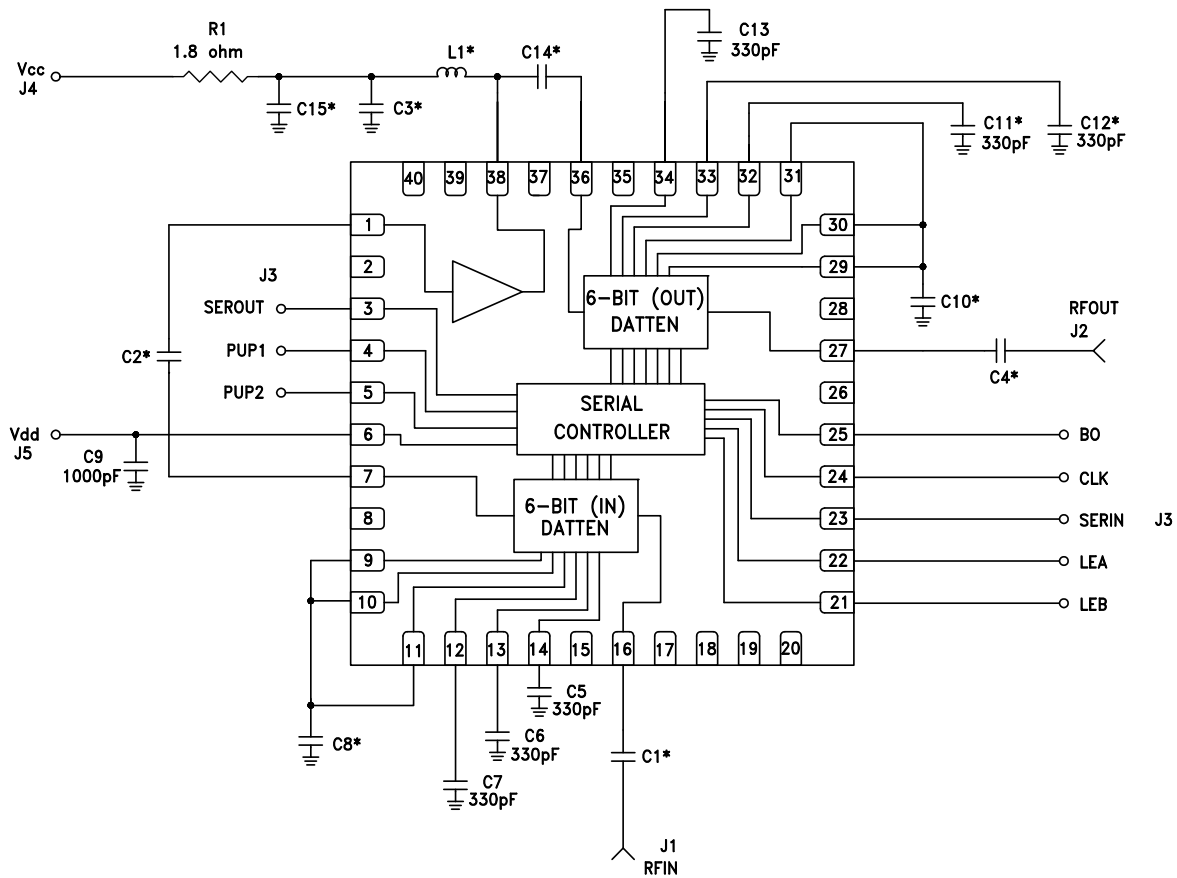 R1
1.8 ohm
Vcc
J4
C15*
C3*
L1*
C14*
C13
330pF
C11*
330pF
C12*
330pF
40
39
38
37
36
35
34
33
32
31
1
2
3
4
5
6
7
8
9
10
30
29
28
27
26
25
24
23
22
21
J3
SEROUT
PUP1
PUP2
C2*
Vdd
J5
C9
1000pF
6-BIT (OUT)
DATTEN
SERIAL
CONTROLLER
6-BIT (IN)
DATTEN
C10*
RFOUT
J2
C4*
BO
CLK
SERIN
J3
LEA
LEB
11
12
13
14
15
16
17
18
19
20
C8*
C5
330pF
C6
330pF
C7
330pF
C1*
J1
RFIN